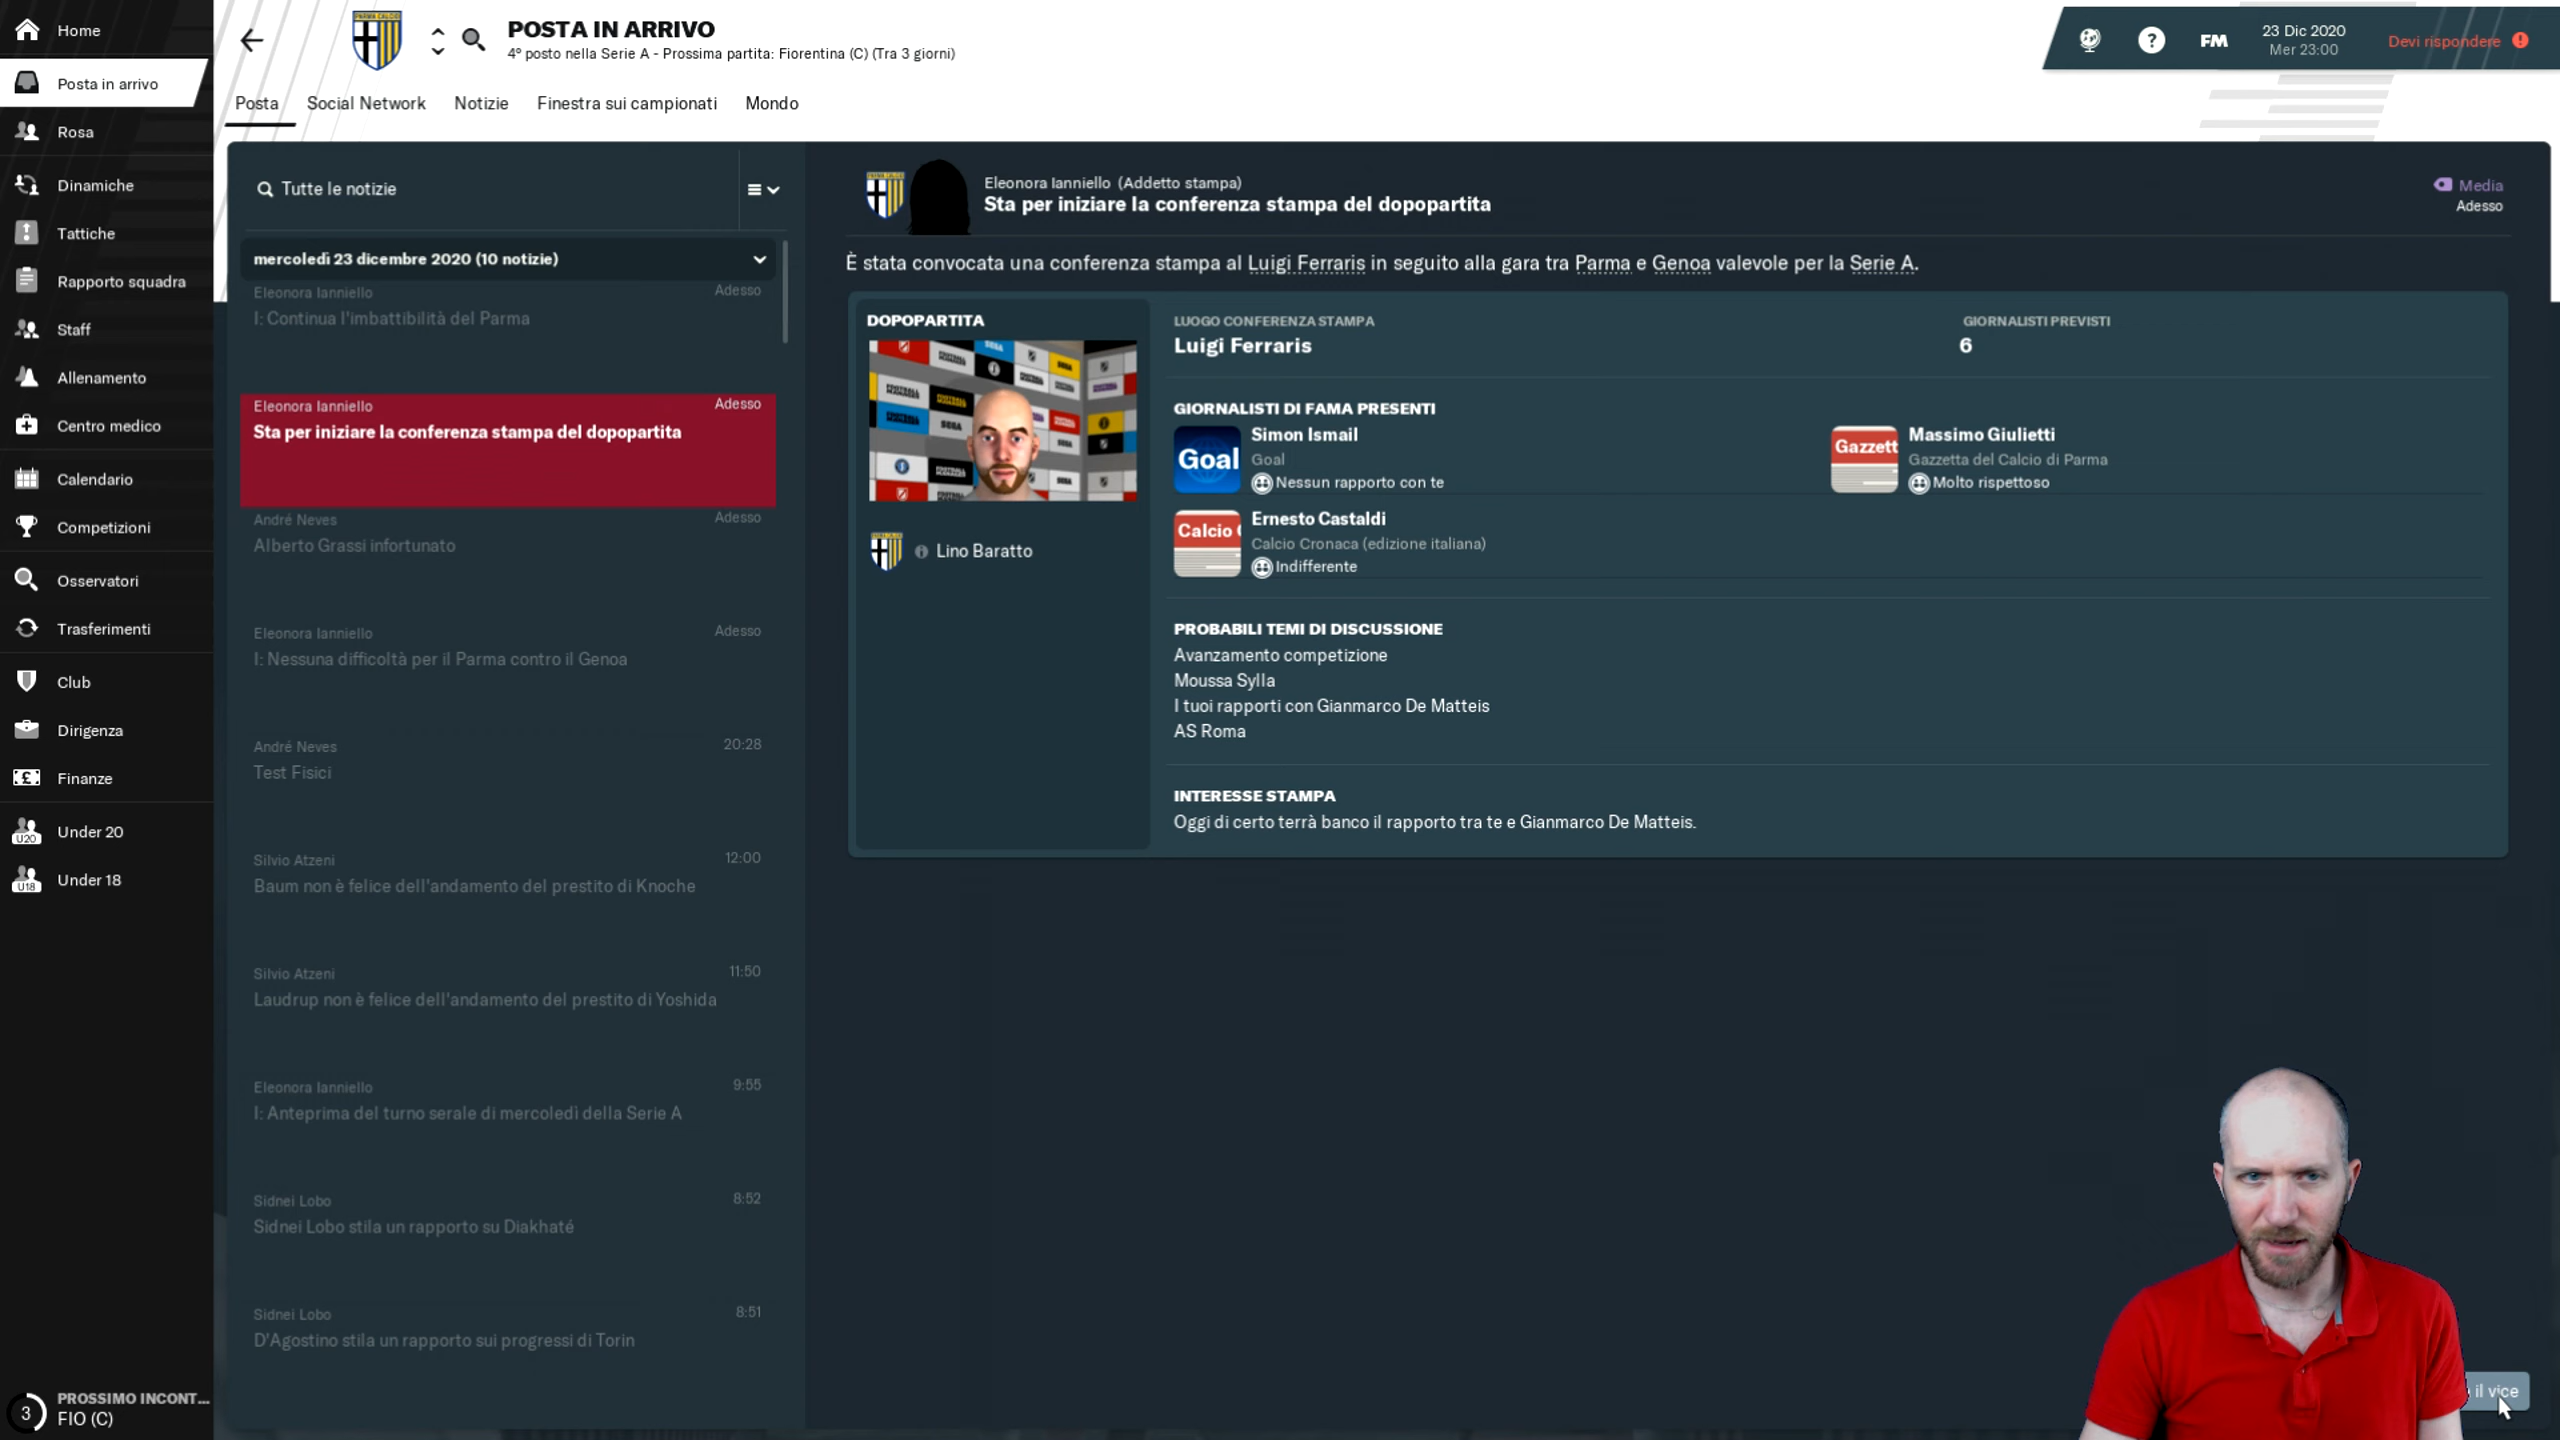 Home
Posta in arrivo
Rosa
Dinamiche
Tattiche
Rapporto squadra
Staff
Allenamento
Centro medico
Calendario
Competizioni
Osservatori
Trasferimenti
Club
Dirigenza
Finanze
U20
Under 20
U18
Under 18
3
PROSSIMO INCONT...
FIO (C)
PARMA CALCIO
POSTA IN ARRIVO
4º posto nella Serie A - Prossima partita: Fiorentina (C) (Tra 3 giorni)
FM
23 Dic 2020
Mer 23:00
Devi rispondere
Posta Social Network Notizie Finestra sui campionati Mondo
Tutte le notizie
mercoledì 23 dicembre 2020 (10 notizie)
Eleonora Ianniello Adesso
I: Continua l'imbattibilità del Parma
Eleonora Ianniello Adesso
Sta per iniziare la conferenza stampa del dopopartita
André Neves Adesso
Alberto Grassi infortunato
Eleonora Ianniello Adesso
I: Nessuna difficoltà per il Parma contro il Genoa
André Neves 20:28
Test Fisici
Silvio Atzeni 12:00
Baum non è felice dell'andamento del prestito di Knoche
Silvio Atzeni 11:50
Laudrup non è felice dell'andamento del prestito di Yoshida
Eleonora Ianniello 9:55
I: Anteprima del turno serale di mercoledì della Serie A
Sidnei Lobo 8:52
Sidnei Lobo stila un rapporto su Diakhaté
Sidnei Lobo 8:51
D'Agostino stila un rapporto sui progressi di Torin
Eleonora Ianniello (Addetto stampa)
Sta per iniziare la conferenza stampa del dopopartita
Media
Adesso
È stata convocata una conferenza stampa al Luigi Ferraris in seguito alla gara tra Parma e Genoa valevole per la Serie A.
DOPOPARTITA
Lino Baratto
LUOGO CONFERENZA STAMPA
Luigi Ferraris
GIORNALISTI PREVISTI
6
GIORNALISTI DI FAMA PRESENTI
Goal
Simon Ismail
Goal
Nessun rapporto con te
Gazzett
Massimo Giulietti
Gazzetta del Calcio di Parma
Molto rispettoso
Calcio
Ernesto Castaldi
Calcio Cronaca (edizione italiana)
Indifferente
PROBABILI TEMI DI DISCUSSIONE
Avanzamento competizione
Moussa Sylla
I tuoi rapporti con Gianmarco De Matteis
AS Roma
INTERESSE STAMPA
Oggi di certo terrà banco il rapporto tra te e Gianmarco De Matteis.
il vice